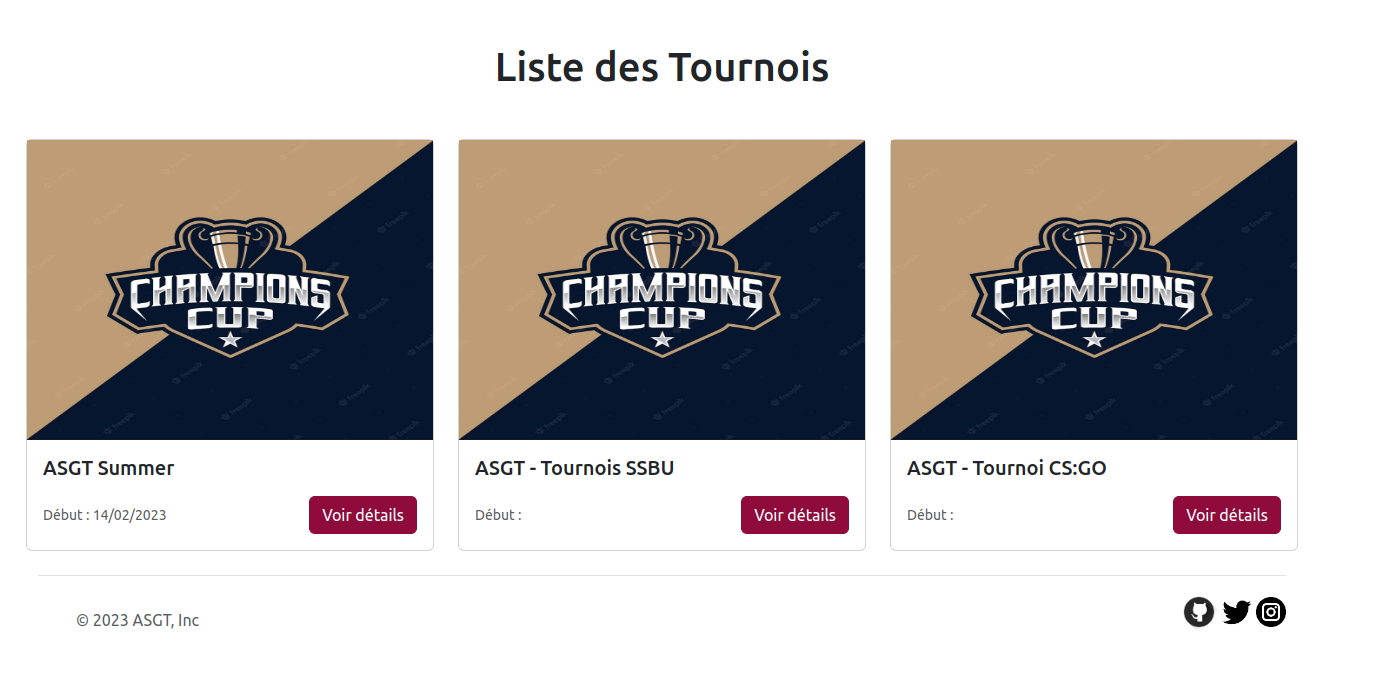 Liste des Tournois
CHAMPIONS
CUP
CHAMPIONS
CUP
CHAMPIONS
CUP
ASGT Summer
Début : 14/02/2023
Voir détails
ASGT - Tournois SSBU
Début :
Voir détails
ASGT - Tournoi CS:GO
Début :
Voir détails
© 2023 ASGT, Inc